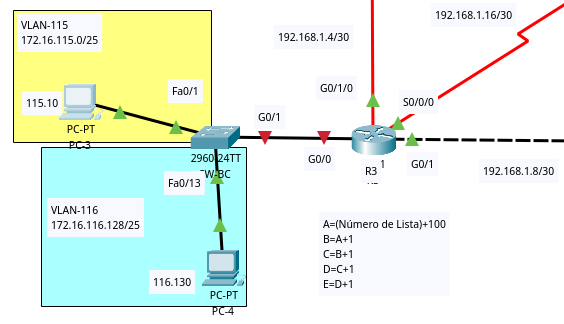 VLAN-115
172.16.115.0/25
115.10
PC-PT
PC-3
Fa0/1
G0/1
2960-24TT
SW-BC
Fa0/13
VLAN-116
172.16.116.128/25
116.130
PC-PT
PC-4
192.168.1.4/30
192.168.1.16/30
G0/1/0
S0/0/0
G0/0
R3
1
G0/1
192.168.1.8/30
A=(Número de Lista)+100
B=A+1
C=B+1
D=C+1
E=D+1